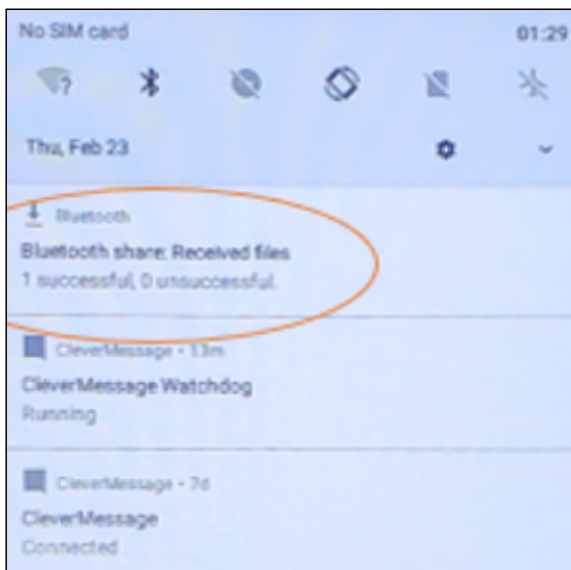 No SIM card 01:29
Thu, Feb 23
Bluetooth
Bluetooth share: Received files
1 successful, 0 unsuccessful.
CleverMessage • 13m
CleverMessage Watchdog
Running
CleverMessage • 7d
CleverMessage
Connected